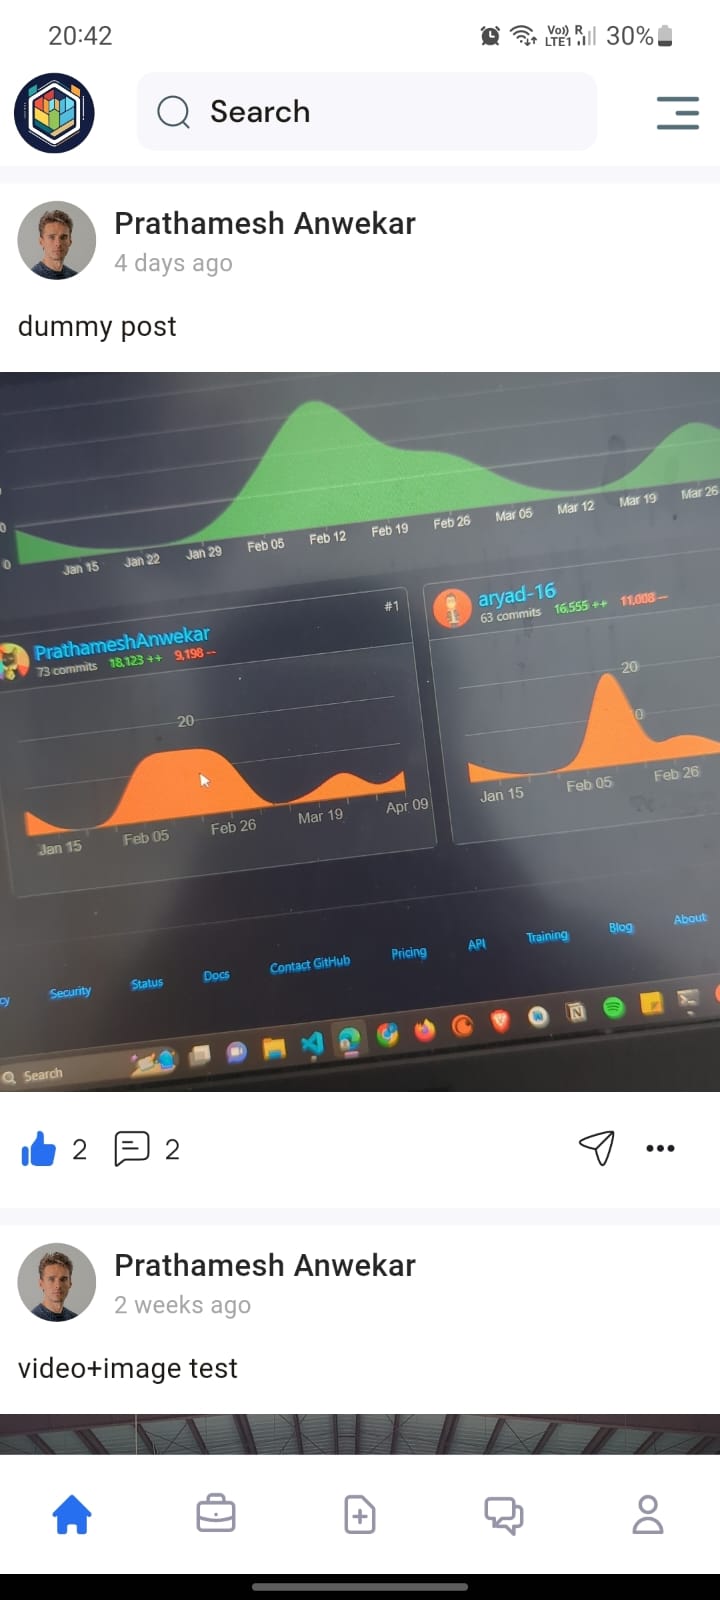 20:42
Vo)) R
LTE1
30%
Search
Prathamesh Anwekar
4 days ago
dummy post
0
0
Jan 15 Jan 22 Jan 29 Feb 05 Feb 12 Feb 19 Feb 26 Mar 05 Mar 12 Mar 19 Mar 26
PrathameshAnwekar #1
73 commits 18,123 ++ 9,198 --
20
Jan 15 Feb 05 Feb 26 Mar 19 Apr 09
aryad-16
63 commits 16,555 ++ 11,008 --
20
0
Jan 15 Feb 05 Feb 26
cy Security Status Docs Contact GitHub Pricing API Training Blog About
Search
2 2
Prathamesh Anwekar
2 weeks ago
video+image test